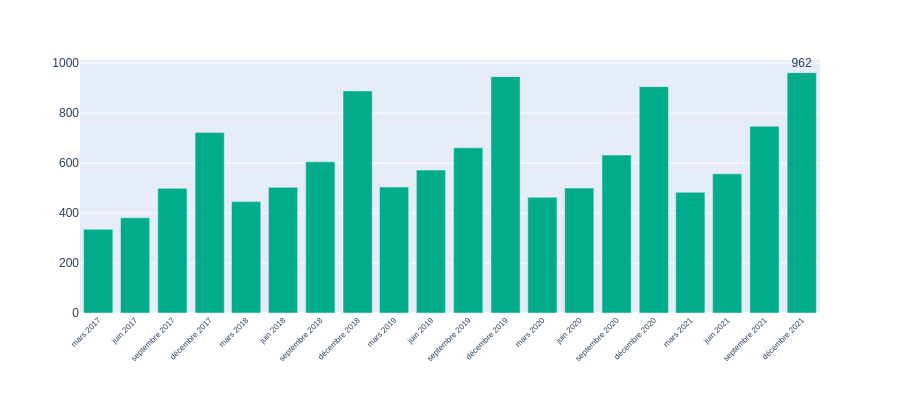 1000
800
600
400
200
0
962
mars 2017
juin 2017
septembre 2017
décembre 2017
mars 2018
juin 2018
septembre 2018
décembre 2018
mars 2019
juin 2019
septembre 2019
décembre 2019
mars 2020
juin 2020
septembre 2020
décembre 2020
mars 2021
juin 2021
septembre 2021
décembre 2021